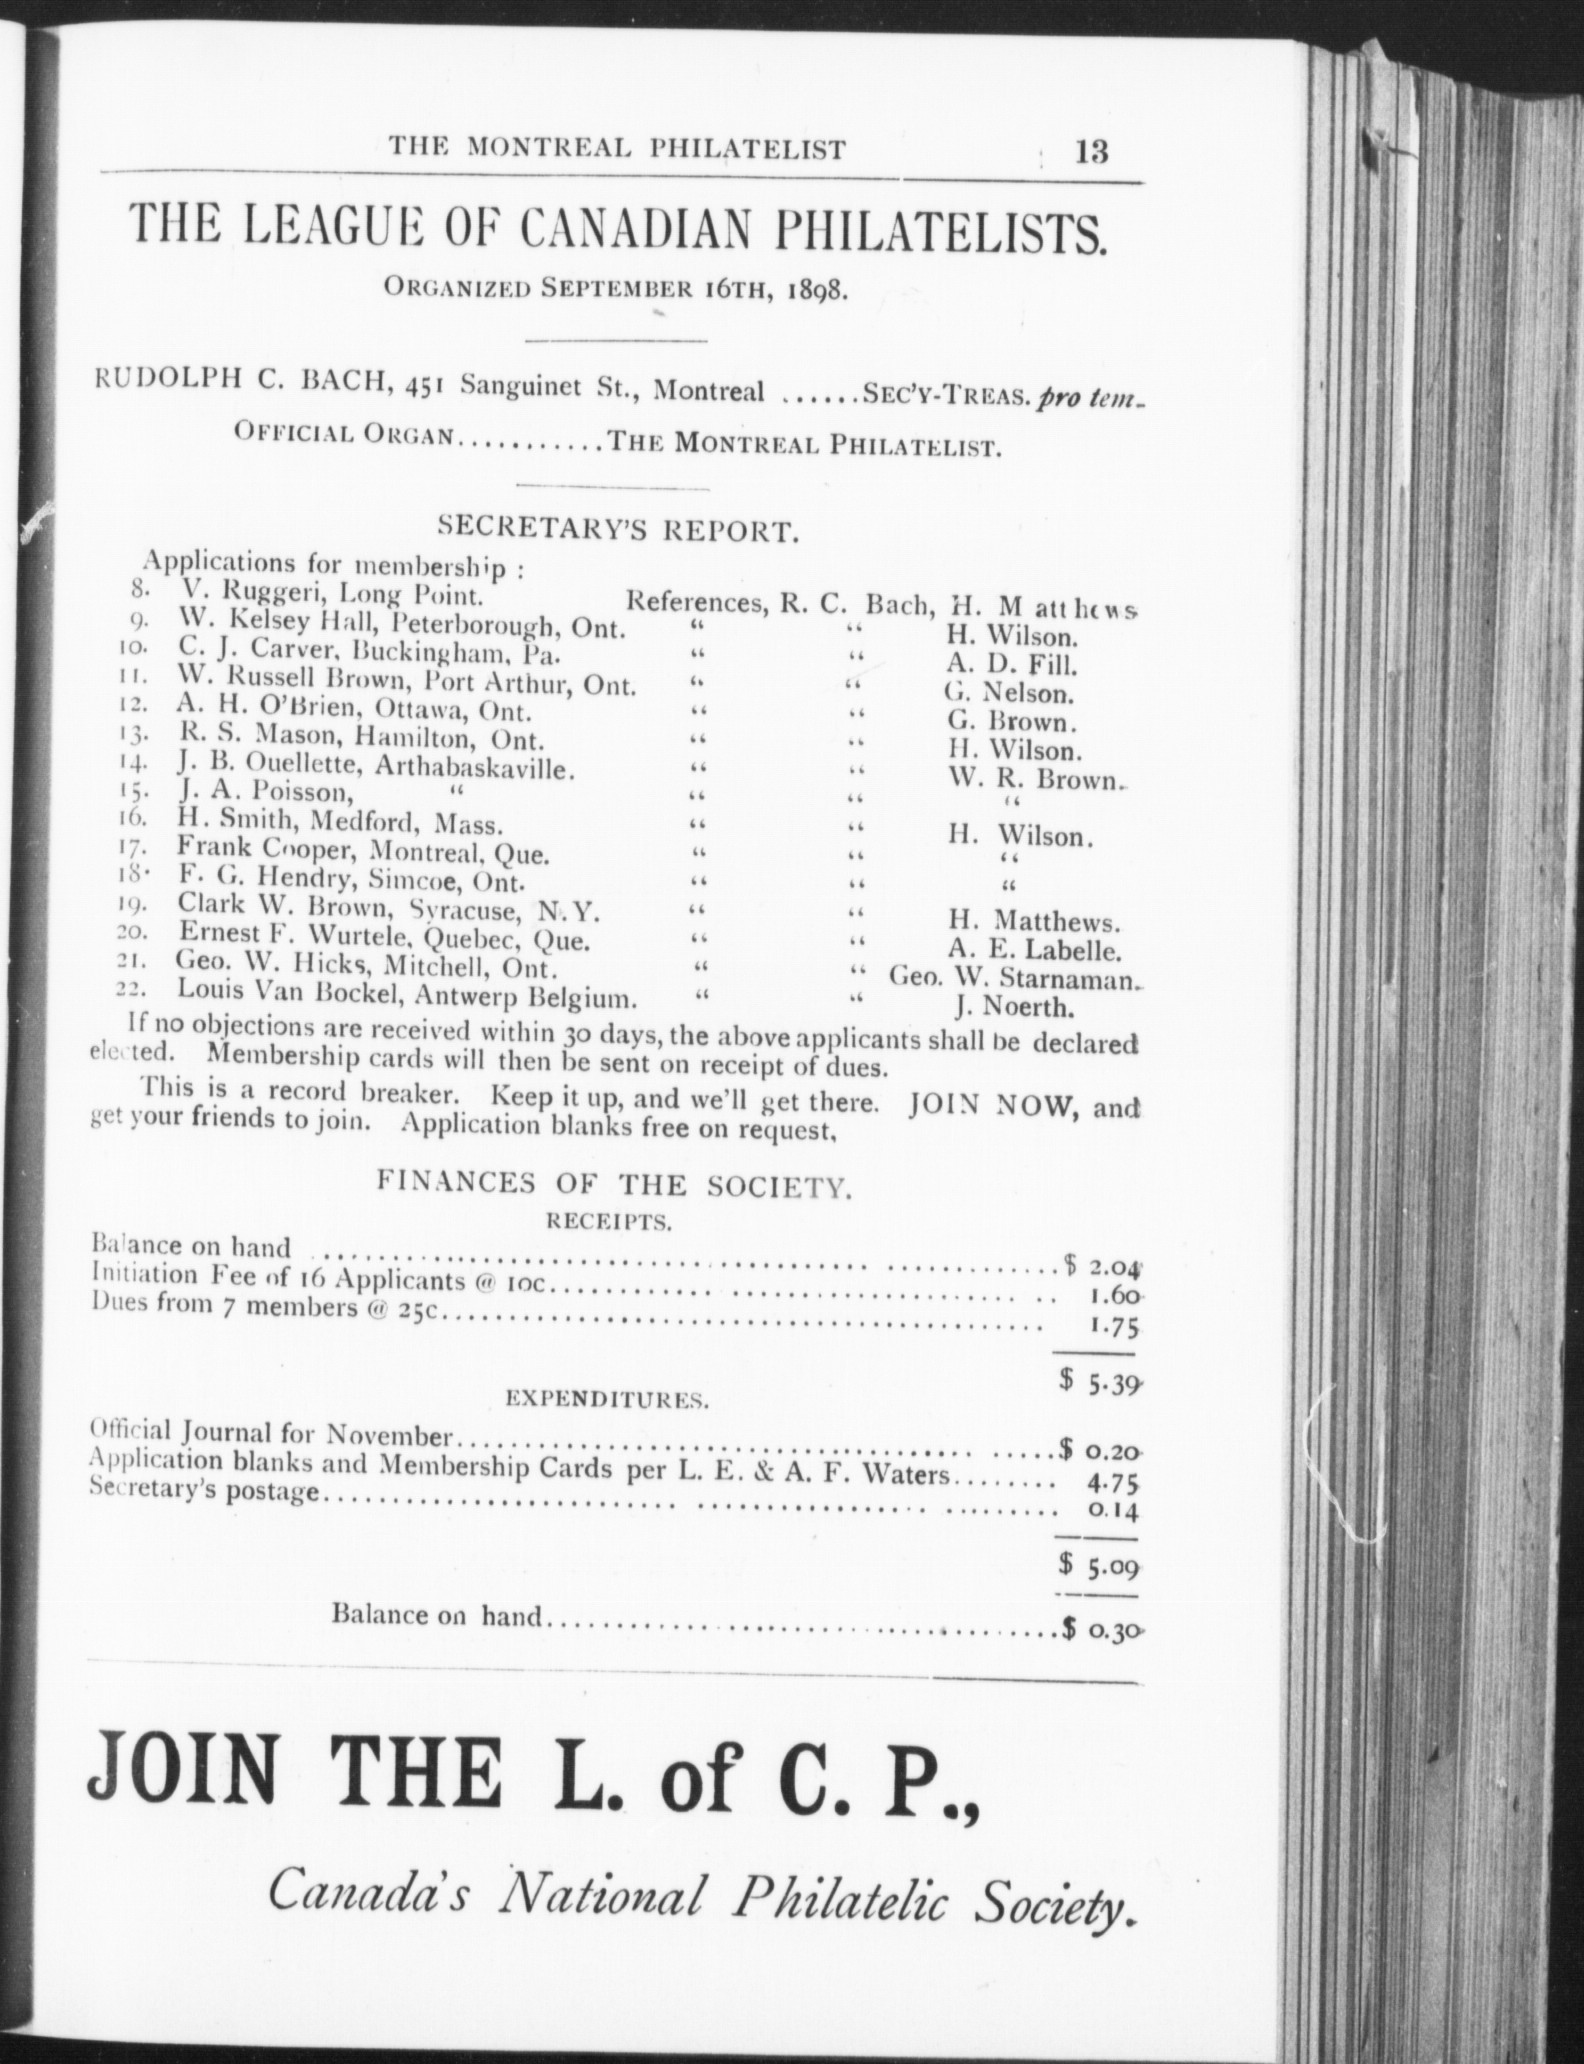 THE MONTREAL PHILATELIST 13
THE LEAGUE OF CANADIAN PHILATELISTS.
ORGANIZED SEPTEMBER 16TH, 1898.
RUDOLPH C. BACH, 451 Sanguinet St., Montreal ......SEC'Y-TREAS. pro tem.
OFFICIAL ORGAN...........THE MONTREAL PHILATELIST.
SECRETARY'S REPORT.
Applications for membership :
8. V. Ruggeri, Long Point. References, R. C. Bach, H. Matthews
9. W. Kelsey Hall, Peterborough, Ont. " " H. Wilson.
10. C. J. Carver, Buckingham, Pa. " " A. D. Fill.
11. W. Russell Brown, Port Arthur, Ont. " " G. Nelson.
12. A. H. O'Brien, Ottawa, Ont. " " G. Brown.
13. R. S. Mason, Hamilton, Ont. " " H. Wilson.
14. J. B. Ouellette, Arthabaskaville. " " W. R. Brown.
15. J. A. Poisson, " " " "
16. H. Smith, Medford, Mass. " " H. Wilson.
17. Frank Cooper, Montreal, Que. " " "
18. F. G. Hendry, Simcoe, Ont. " " "
19. Clark W. Brown, Syracuse, N.Y. " " H. Matthews.
20. Ernest F. Wurtele, Quebec, Que. " " A. E. Labelle.
21. Geo. W. Hicks, Mitchell, Ont. " " Geo. W. Starnaman.
22. Louis Van Bockel, Antwerp Belgium. " " J. Noerth.
If no objections are received within 30 days, the above applicants shall be declared
elected. Membership cards will then be sent on receipt of dues.
This is a record breaker. Keep it up, and we'll get there. JOIN NOW, and
get your friends to join. Application blanks free on request,
FINANCES OF THE SOCIETY.
RECEIPTS.
Balance on hand ........................................$ 2.04
Initiation Fee of 16 Applicants @ 10c........................................ 1.60
Dues from 7 members @ 25c........................................ 1.75
$ 5.39
EXPENDITURES.
Official Journal for November........................................$ 0.20
Application blanks and Membership Cards per L. E. & A. F. Waters........ 4.75
Secretary's postage........................................ 0.14
$ 5.09
Balance on hand........................................$ 0.30
JOIN THE L. of C. P.,
Canada's National Philatelic Society.